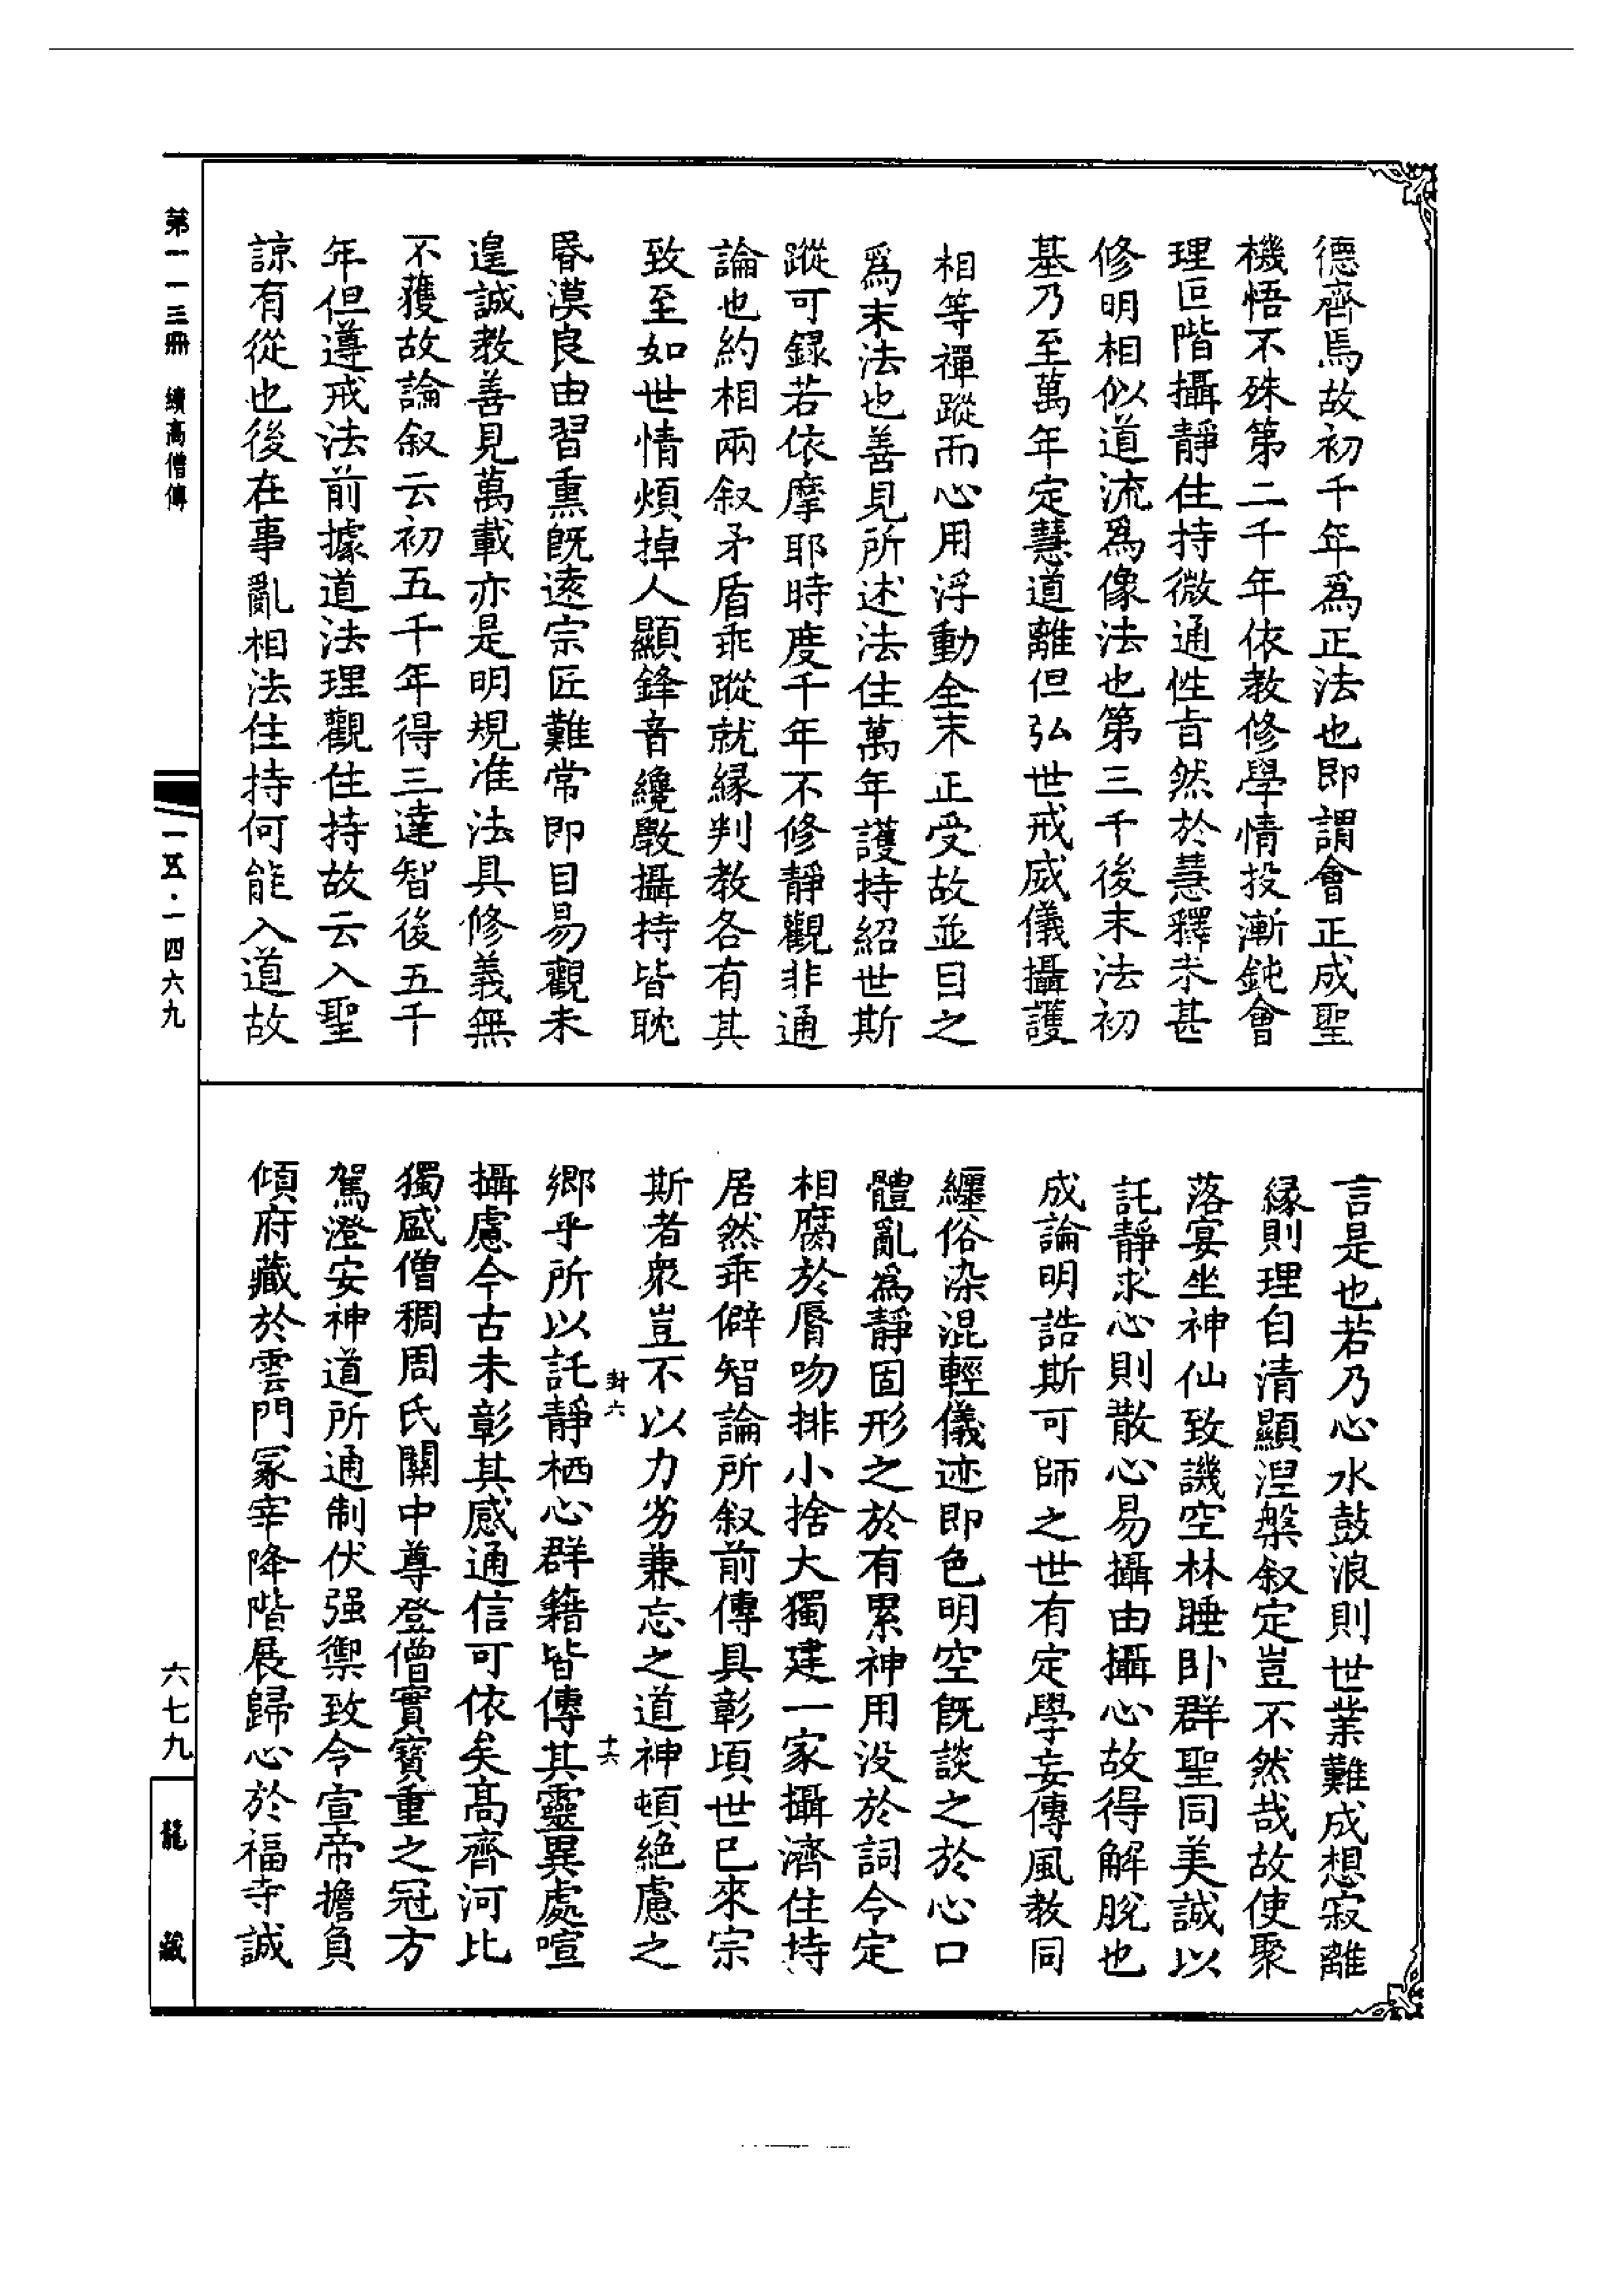 德齊焉故初千年爲正法也即謂會正成聖
機悟不殊第二千年依教修學情投漸鈍會
理叵階攝靜住持微通性旨然於慧釋未甚
修明相似道流爲像法也第三千後末法初
基乃至萬年定慧道離但弘世戒威儀攝護
相等禪蹤而心用浮動全木正受故並目之
爲末法也善見所述法住萬年護持紹世斯
蹤可錄若依摩耶時度千年不修靜觀非通
論也約相兩叙矛盾乖蹤就緣判教各有其
致至如世情煩掉人顯鋒音纔斆攝持皆耽
昬漠良由習熏旣遠宗匠難常即目易觀未
遑誠教善見萬載亦是明規准法具修義無
不獲故論叙云初五千年得三達智後五千
年但遵戒法前據道法理觀住持故云入聖
諒有從也後在事亂相法住持何能入道故
言是也若乃心水鼓浪則世業難成想寂離
緣則理自清顯涅槃叙定豈不然哉故使聚
落宴坐神仙致譏空林睡卧群聖同美誠以
託靜求心則散心易攝由攝心故得解脫也
成論明誥斯可師之世有定學妄傳風教同
纏俗染混輕儀迹即色明空旣談之於心口
體亂爲靜固形之於有累神用没於詞令定
相腐於脣吻排小捨大獨建一家攝濟住持
居然乖僻智論所叙前傳具彰頃世已來宗
斯者衆豈不以力劣兼忘之道神頓絶慮之
封六 十六
鄉乎所以託靜栖心群籍皆傳其靈異處喧
攝慮今古未彰其感通信可依矣高齊河北
獨盛僧稠周氏關中尊登僧實寶重之冠方
駕澄安神道所通制伏强禦致令宣帝擔負
傾府藏於雲門冢宰降階展歸心於福寺誠
第一一三冊 續高僧傳
一五·一四六九
六七九
龍藏